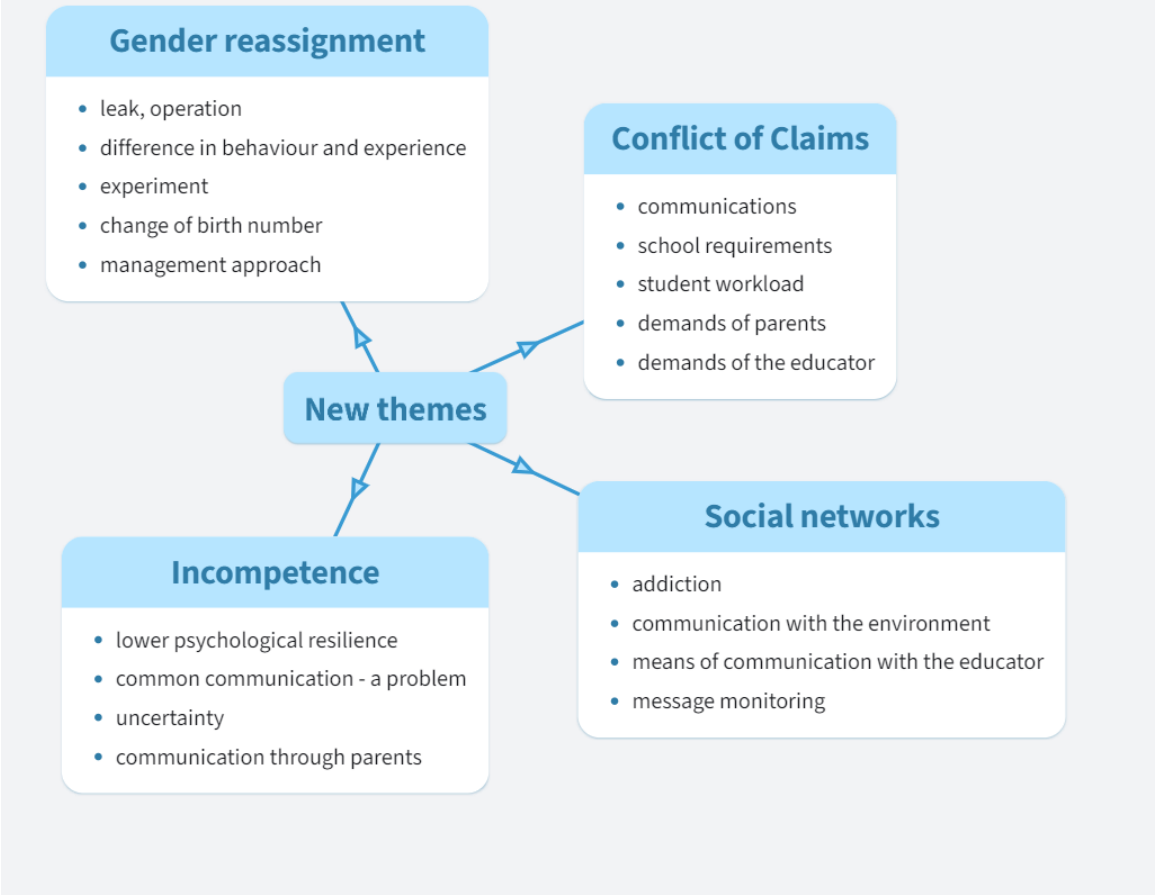 Gender reassignment
leak, operation
difference in behaviour and experience
experiment
change of birth number
management approach
Conflict of Claims
communications
school requirements
student workload
demands of parents
demands of the educator
New themes
Incompetence
lower psychological resilience
common communication - a problem
uncertainty
communication through parents
Social networks
addiction
communication with the environment
means of communication with the educator
message monitoring